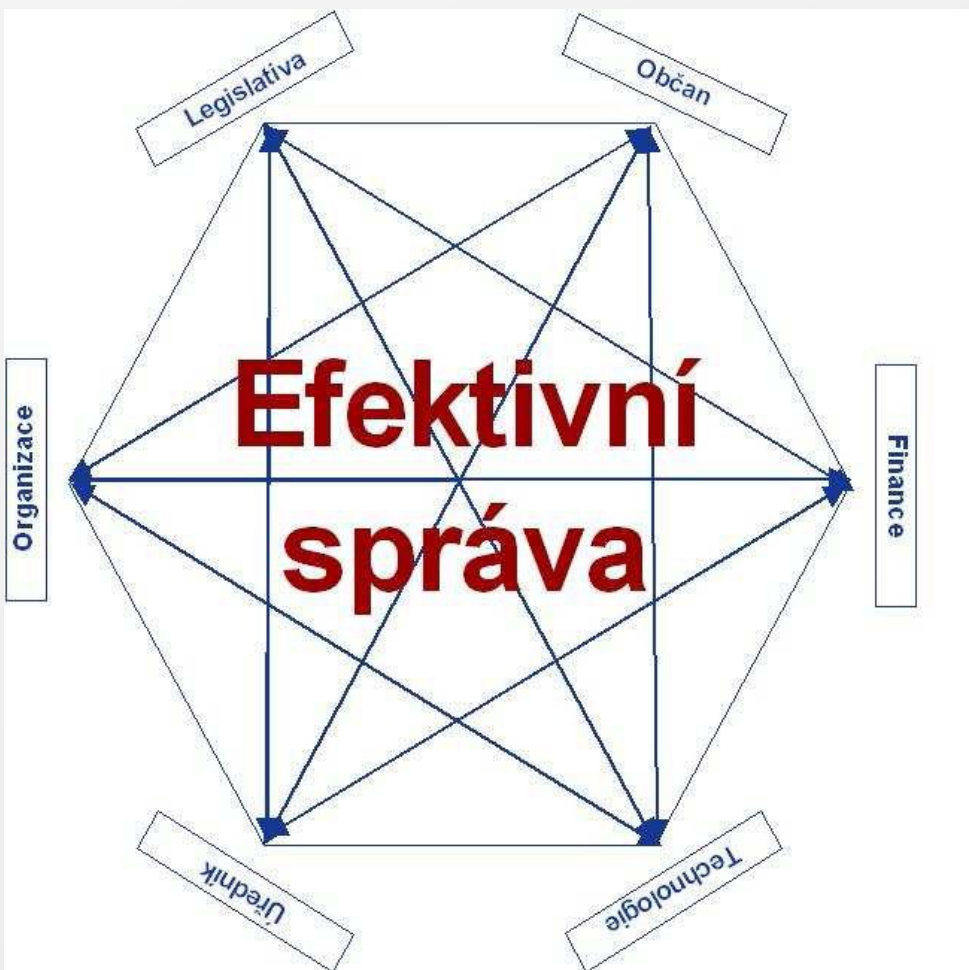 Legislativa
Občan
Organizace
Efektivní
správa
Finance
Úředník
Technologie